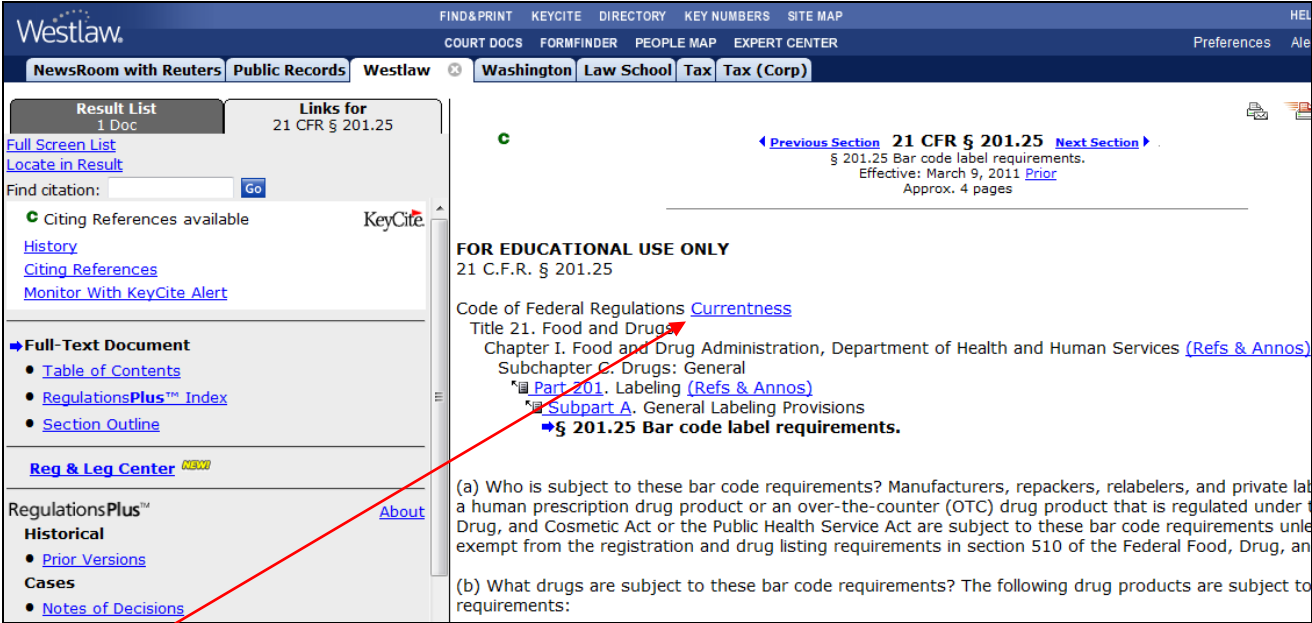 Westlaw.
FIND&PRINT KEYCITE DIRECTORY KEY NUMBERS SITE MAP
HEL
COURT DOCS FORMFINDER PEOPLE MAP EXPERT CENTER
Preferences Ale
NewsRoom with Reuters Public Records Westlaw Washington Law School Tax Tax (Corp)
Result List
1 Doc
Links for
21 CFR § 201.25
Full Screen List
Locate in Result
Find citation: Go
C Citing References available KeyCite
History
Citing References
Monitor With KeyCite Alert
Full-Text Document
• Table of Contents
• RegulationsPlus™ Index
• Section Outline
Reg & Leg Center NEW!
RegulationsPlus™ About
Historical
• Prior Versions
Cases
• Notes of Decisions
C
Previous Section 21 CFR § 201.25 Next Section
§ 201.25 Bar code label requirements.
Effective: March 9, 2011 Prior
Approx. 4 pages
FOR EDUCATIONAL USE ONLY
21 C.F.R. § 201.25
Code of Federal Regulations Currentness
Title 21. Food and Drugs
Chapter I. Food and Drug Administration, Department of Health and Human Services (Refs & Annos)
Subchapter C. Drugs: General
Part 201. Labeling (Refs & Annos)
Subpart A. General Labeling Provisions
§ 201.25 Bar code label requirements.
(a) Who is subject to these bar code requirements? Manufacturers, repackers, relabelers, and private lab
a human prescription drug product or an over-the-counter (OTC) drug product that is regulated under t
Drug, and Cosmetic Act or the Public Health Service Act are subject to these bar code requirements unle
exempt from the registration and drug listing requirements in section 510 of the Federal Food, Drug, an
(b) What drugs are subject to these bar code requirements? The following drug products are subject to
requirements: